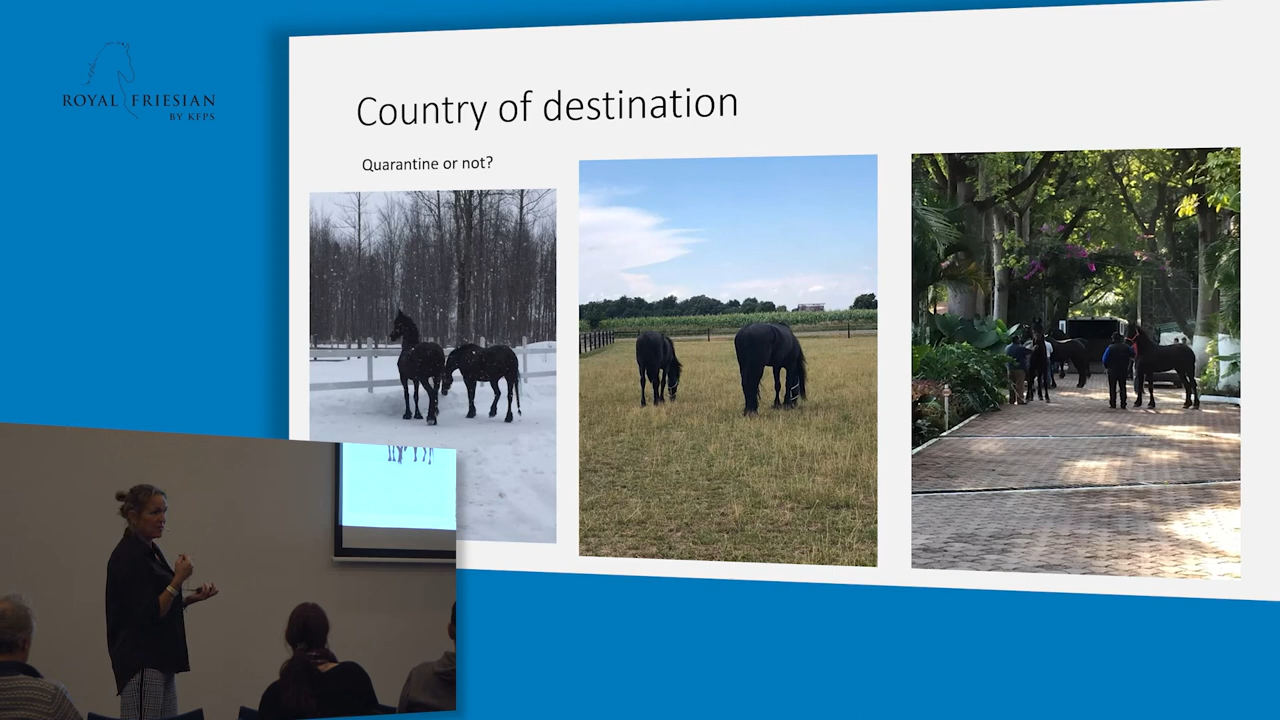 ROYAL FRIESIAN
BY KFPS
Country of destination
Quarantine or not?